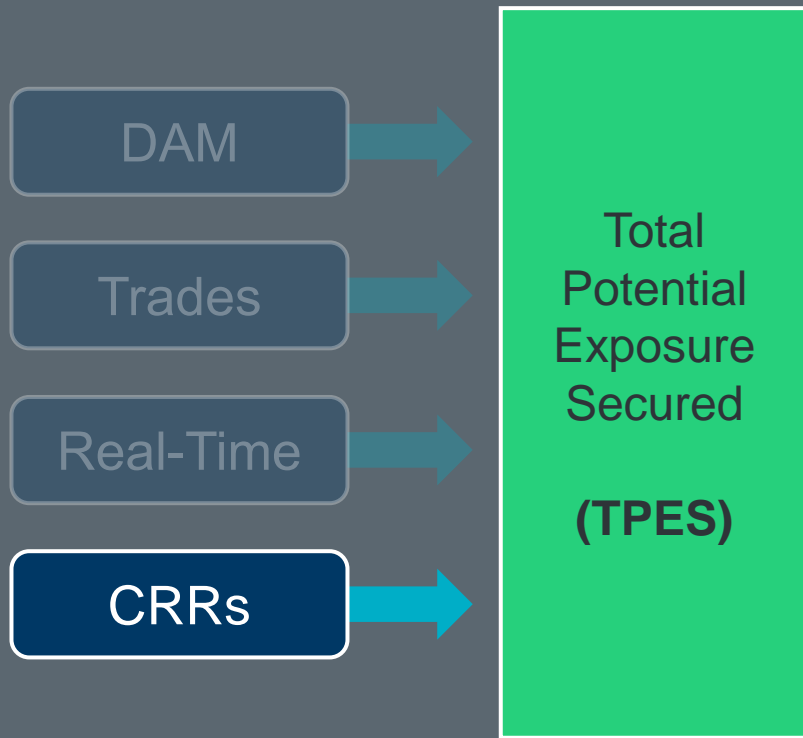 DAM
Trades
Real-Time
CRRs
Total
Potential
Exposure
Secured
(TPES)